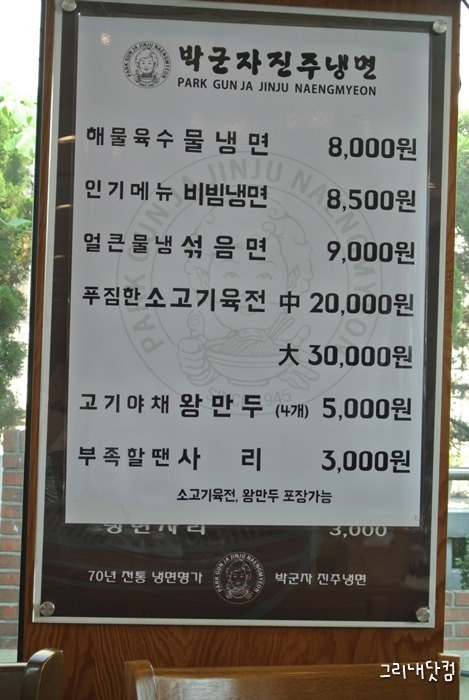 박군자진주냉면
PARK GUN JA JINJU NAENGMYEON
해물육수 물냉면 8,000원
인기메뉴 비빔냉면 8,500원
얼큰물냉 섞음면 9,000원
푸짐한 소고기육전 中 20,000원
大 30,000원
고기야채 왕만두 (4개) 5,000원
부족할땐 사리 3,000원
소고기육전, 왕만두 포장가능
3,000
70년 전통 냉면명가 박군자 진주냉면
PARK GUN JA JINJU NAENGMYEON
그리내닷컴